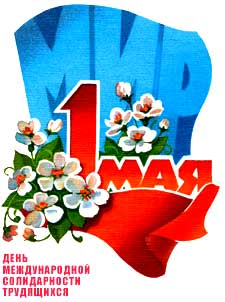 МИР
1 МАЯ
ДЕНЬ
МЕЖДУНАРОДНОЙ
СОЛИДАРНОСТИ
ТРУДЯЩИХСЯ